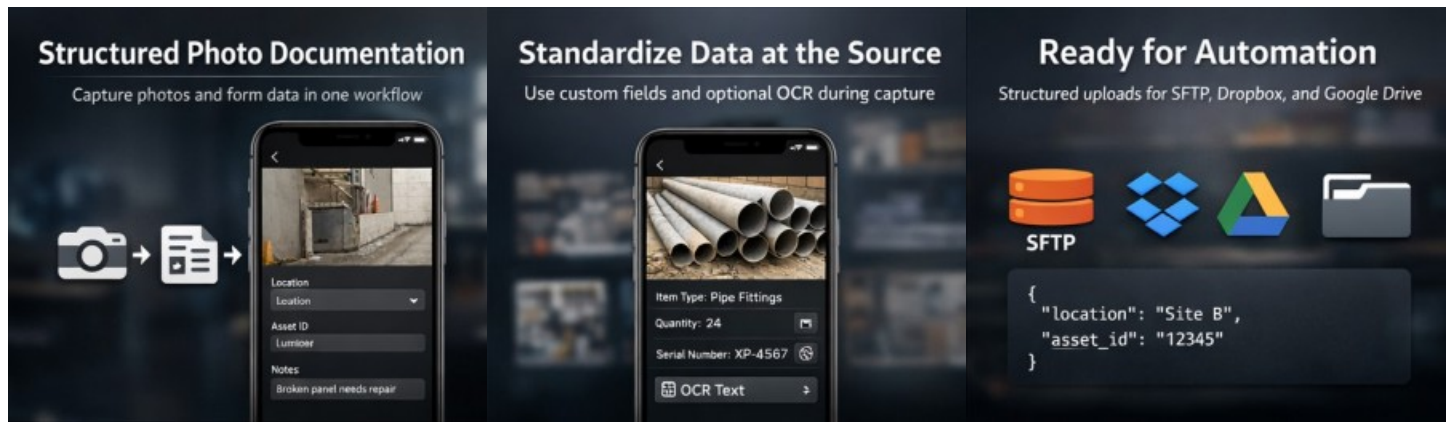 Structured Photo Documentation
Capture photos and form data in one workflow
Location
Leation
Asset ID
Lumioer
Notes
Broken panel needs repair
Standardize Data at the Source
Use custom fields and optional OCR during capture
Item Type: Pipe Fittings
Quantity: 24
Serial Number: XP-4567
OCR Text
Ready for Automation
Structured uploads for SFTP, Dropbox, and Google Drive
SFTP
{
"location": "Site B",
"asset_id": "12345"
}